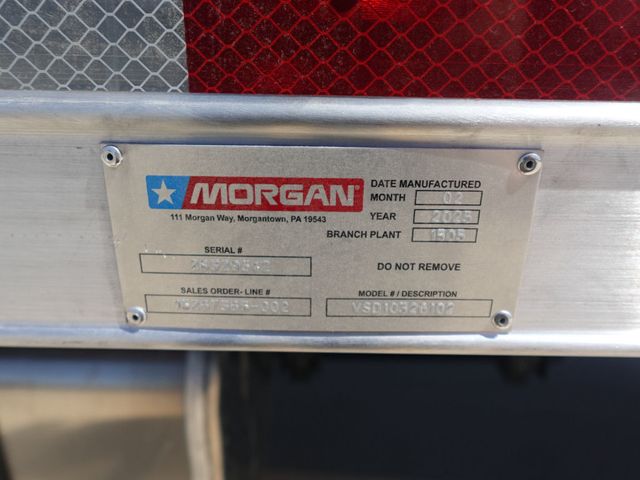 MORGAN
111 Morgan Way, Morgantown, PA 19543
DATE MANUFACTURED
MONTH 02
YEAR
BRANCH PLANT 1505
SERIAL #
DO NOT REMOVE
SALES ORDER- LINE #
MODEL # / DESCRIPTION